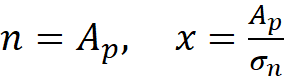 n = A_p, x = A_p/σ_n